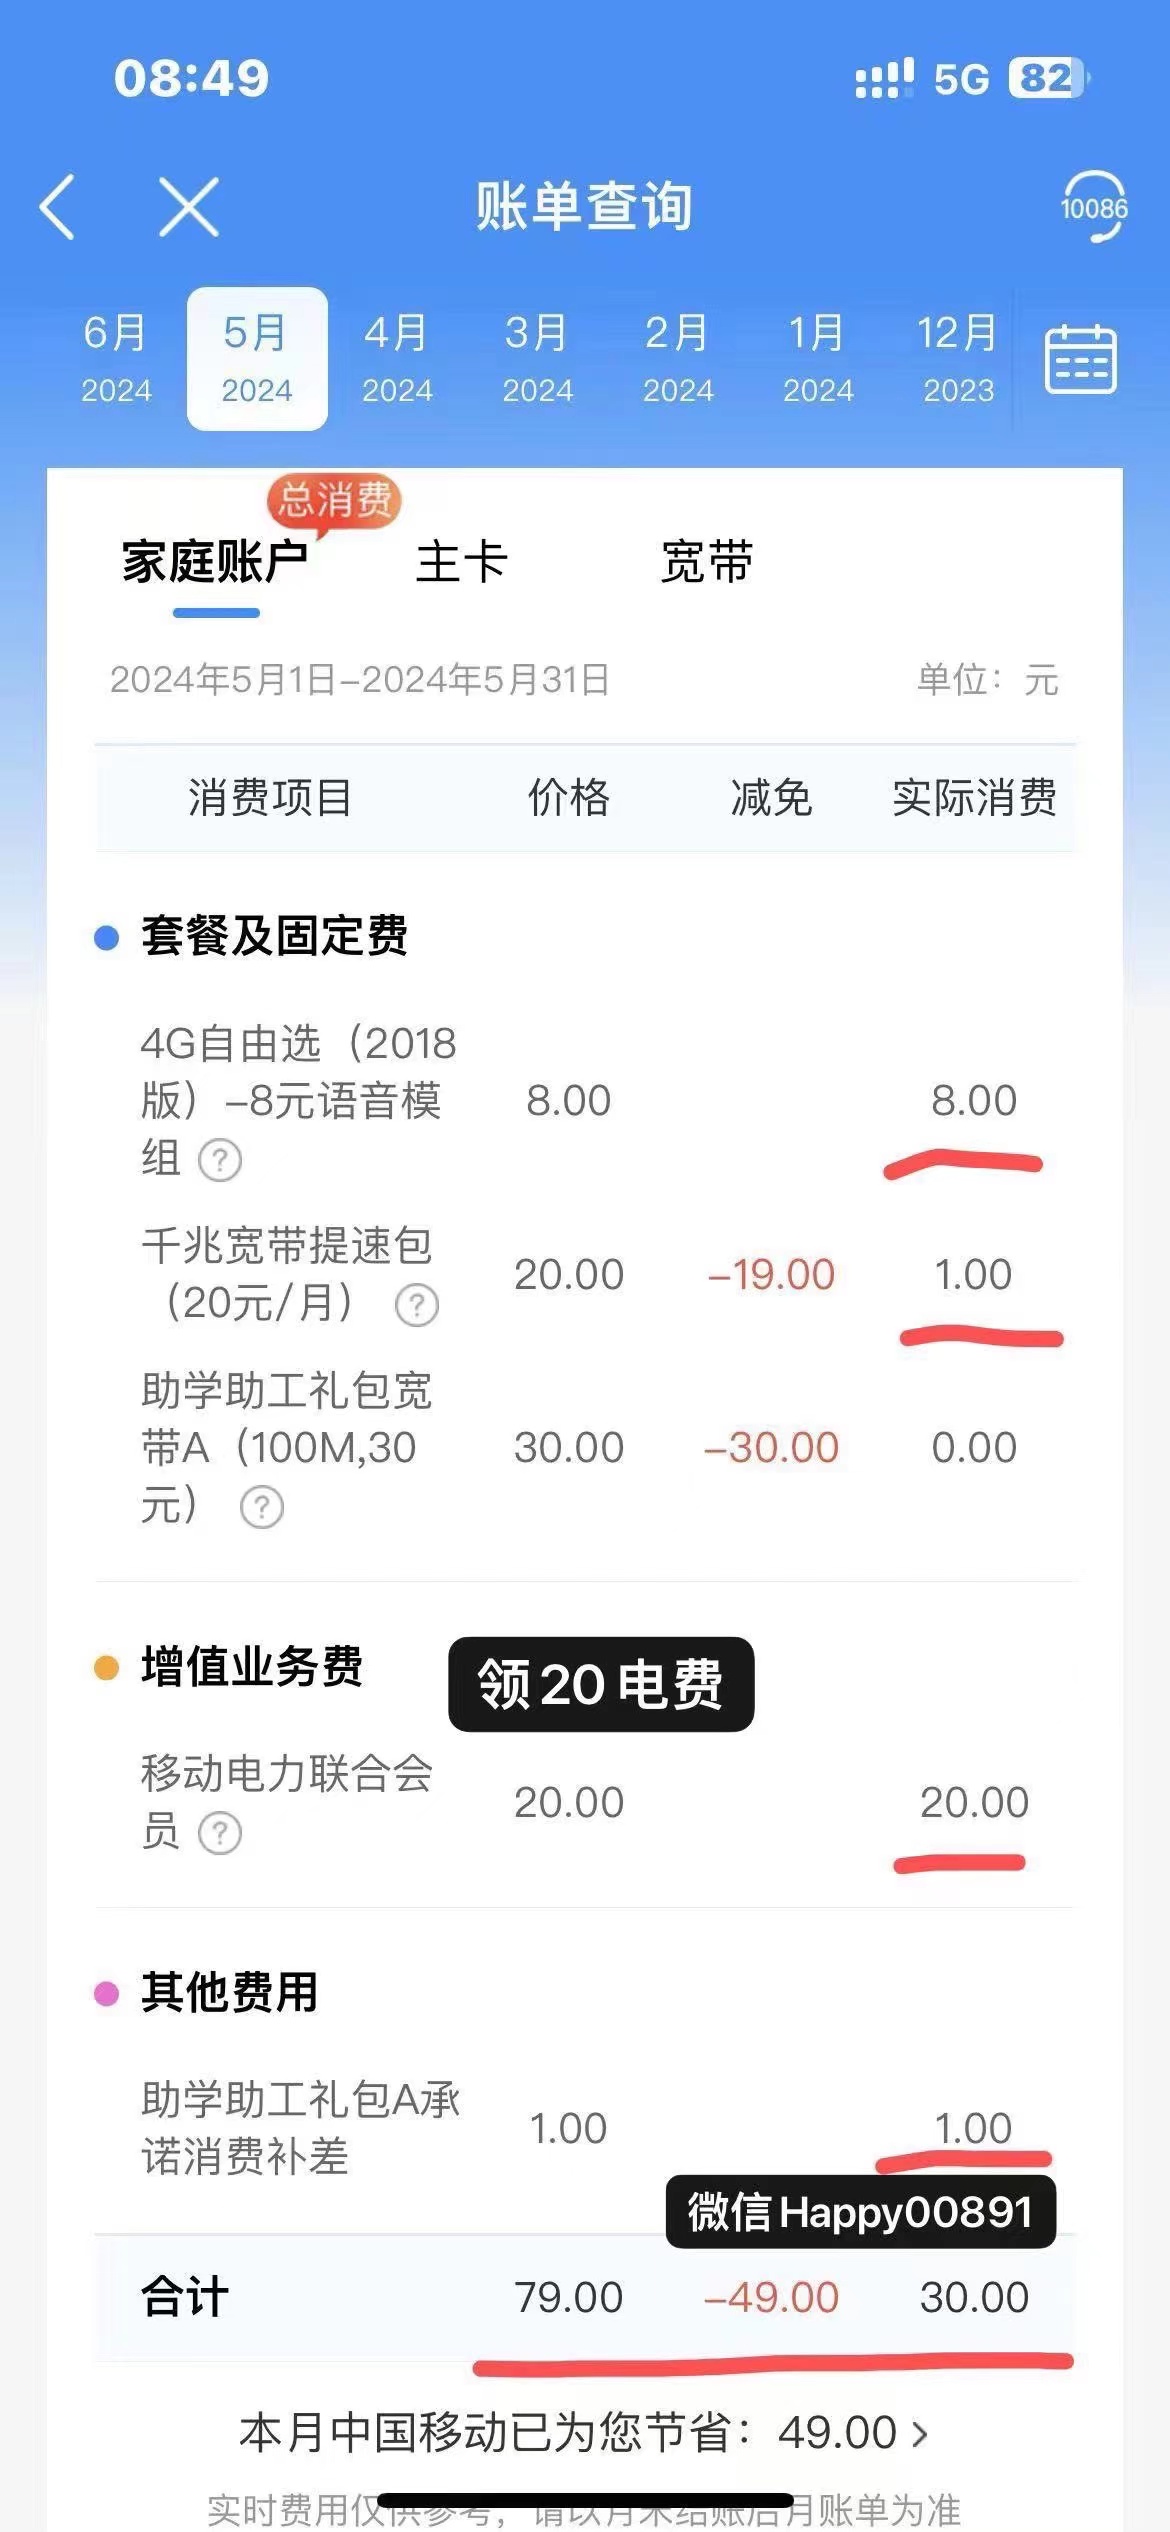 08:49 5G 82
账单查询 10086
6月 5月 4月 3月 2月 1月 12月
2024 2024 2024 2024 2024 2024 2023
总消费
家庭账户 主卡 宽带
2024年5月1日-2024年5月31日 单位：元
消费项目 价格 减免 实际消费
套餐及固定费
4G自由选（2018
版）-8元语音模 8.00 8.00
组 ?
千兆宽带提速包
20.00 -19.00 1.00
（20元/月） ?
助学助工礼包宽
带A（100M,30 30.00 -30.00 0.00
元） ?
增值业务费 领20电费
移动电力联合会
20.00 20.00
员 ?
其他费用
助学助工礼包A承
1.00 1.00
诺消费补差
微信Happy00891
合计 79.00 -49.00 30.00
本月中国移动已为您节省：49.00 >
实时费用仅供参考，请以月末结账后月账单为准